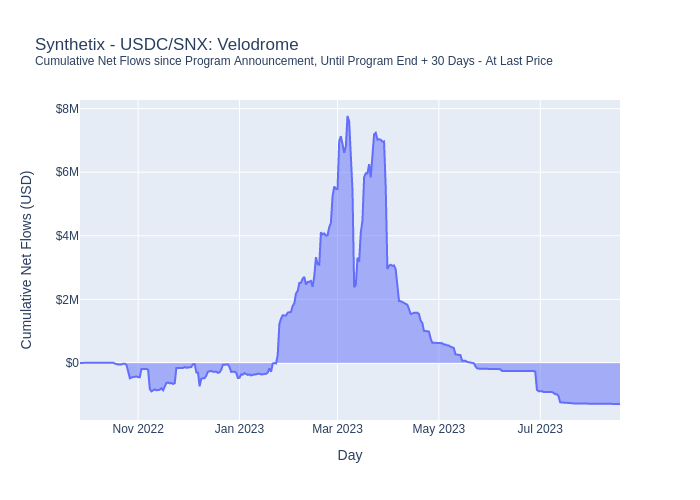 Synthetix - USDC/SNX: Velodrome
Cumulative Net Flows since Program Announcement, Until Program End + 30 Days - At Last Price
$8M
$6M
$4M
$2M
$0
Cumulative Net Flows (USD)
Nov 2022
Jan 2023
Mar 2023
May 2023
Jul 2023
Day